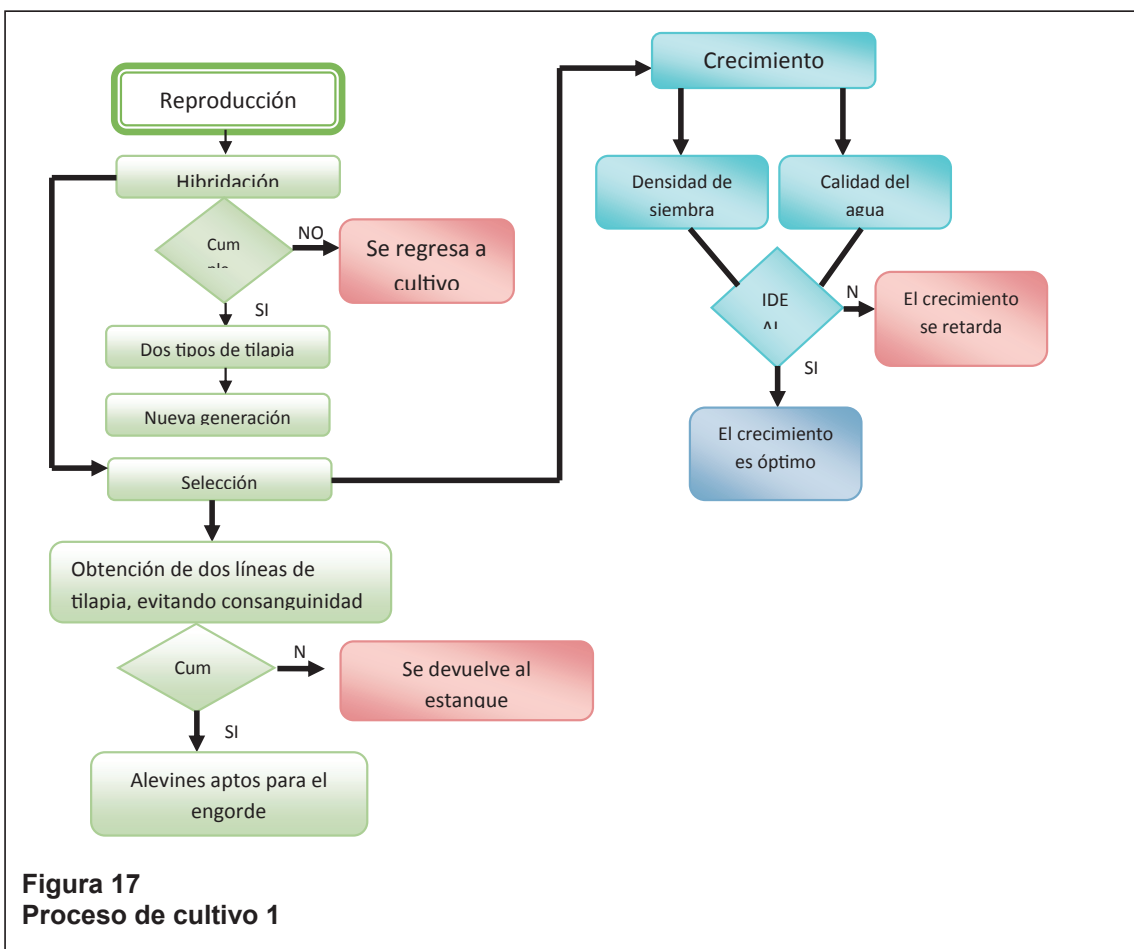 Reproducción
Hibridación
Cum
NO
Se regresa a
cultivo
SI
Dos tipos de tilapia
Nueva generación
Selección
Obtención de dos líneas de
tilapia, evitando consanguinidad
Cum
N
Se devuelve al
estanque
SI
Alevines aptos para el
engorde
Crecimiento
Densidad de
siembra
Calidad del
agua
IDE
N
El crecimiento
se retarda
SI
El crecimiento
es óptimo
Figura 17
Proceso de cultivo 1